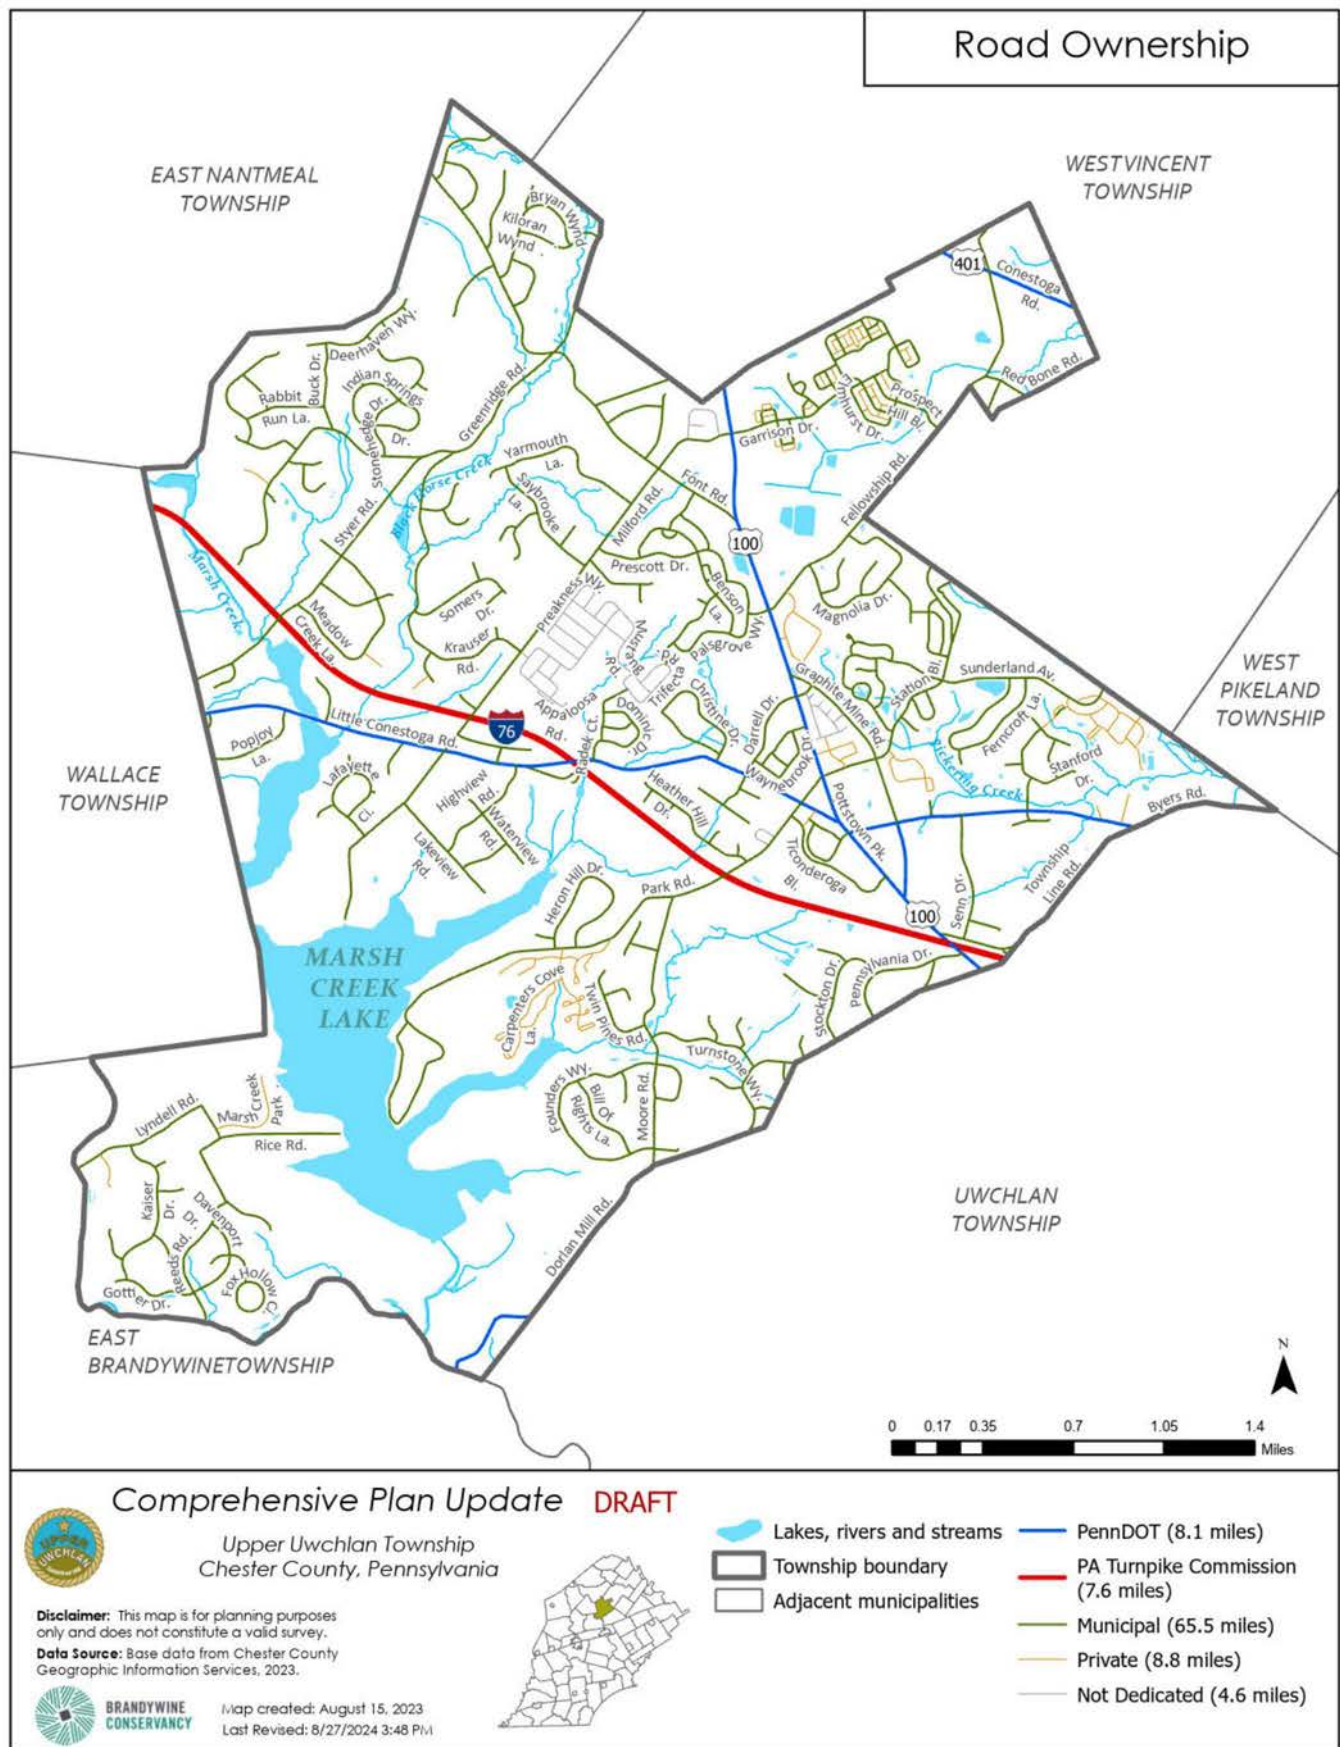 Road Ownership
EAST NANTMEAL
TOWNSHIP
WEST VINCENT
TOWNSHIP
Bryan Wynd
Kiloran
Wynd
401
Conestoga
Rd.
Red Bone Rd.
Deerhaven Wy.
Buck Dr.
Indian Springs
Dr.
Rabbit
Run La.
Stonehedge Dr.
Greenridge Rd.
Prospect
Hill Bl.
Elmhurst Dr.
Garrison Dr.
Yarmouth
La.
Black Horse Creek
Saybrooke
La.
Font Rd.
Milford Rd.
Fellowship Rd.
Styer Rd.
100
Marsh Creek
Prescott Dr.
Benson
La.
Preakness Wy.
Magnolia Dr.
Somers
Dr.
Meadow
Creek La.
Krauser
Rd.
Mustang
Rd.
Palsgrove Wy.
Trifecta
Rd.
Christine Dr.
Graphite Mine Rd.
Station Bl.
Sunderland Av.
WEST
PIKELAND
TOWNSHIP
Appaloosa
Rd.
Dominic
Dr.
Darrell Dr.
Ferncroft La.
76
Little Conestoga Rd.
Radek Ct.
Popjoy
La.
Waynebrook Dr.
Pickering Creek
Stanford
Dr.
WALLACE
TOWNSHIP
Lafayette
Cl.
Highview
Rd.
Heather Hill
Dr.
Byers Rd.
Waterview
Rd.
Pottstown Pk.
Lakeview
Rd.
Ticonderoga
Bl.
Township
Line Rd.
Heron Hill Dr.
Park Rd.
Senn Dr.
100
MARSH
CREEK
LAKE
Pennsylvania Dr.
Stockton Dr.
Carpenters Cove
La.
Twin Pines Rd.
Turnstone Wy.
Founders Wy.
Bill Of
Rights La.
Moore Rd.
Lyndell Rd.
Marsh Creek
Park
Rice Rd.
Kaiser
Dr.
Davenport
Dr.
Reeds Rd.
Fox Hollow
Cl.
Gottier Dr.
Dorlan Mill Rd.
UWCHLAN
TOWNSHIP
EAST
BRANDYWINETOWNSHIP
N
0 0.17 0.35 0.7 1.05 1.4
Miles
Comprehensive Plan Update DRAFT
Upper Uwchlan Township
Chester County, Pennsylvania
UPPER
UWCHLAN
Disclaimer: This map is for planning purposes
only and does not constitute a valid survey.
Data Source: Base data from Chester County
Geographic Information Services, 2023.
BRANDYWINE
CONSERVANCY
Map created: August 15, 2023
Last Revised: 8/27/2024 3:48 PM
Lakes, rivers and streams
Township boundary
Adjacent municipalities
PennDOT (8.1 miles)
PA Turnpike Commission
(7.6 miles)
Municipal (65.5 miles)
Private (8.8 miles)
Not Dedicated (4.6 miles)